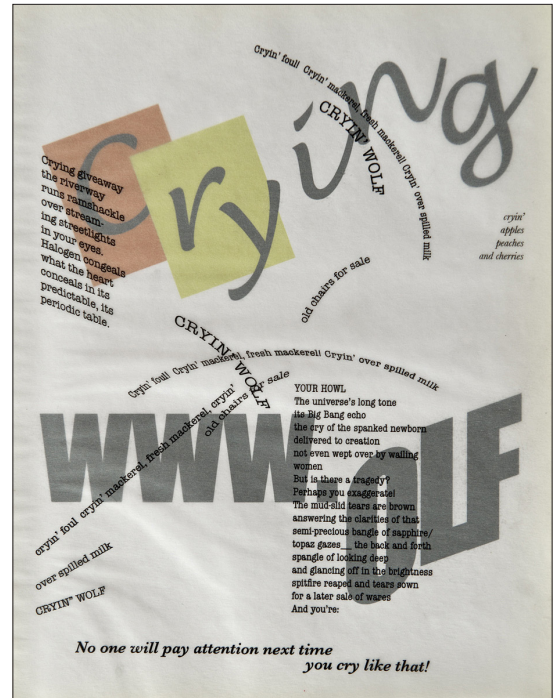 Crying
Cryin' foul! Cryin' mackerel, fresh mackerel! Cryin' over spilled milk
CRYIN' WOLF
Crying giveaway
the riverway
runs ramshackle
over stream-
ing streetlights
in your eyes.
Halogen congeals
what the heart
conceals in its
predictable, its
periodic table.
cryin'
apples
peaches
and cherries
old chairs for sale
CRYIN' WOLF
Cryin' foul! Cryin' mackerel, fresh mackerel! Cryin' over spilled milk
old chairs for sale
WWW.oLF
cryin' foul cryin' mackerel, fresh mackerel, cryin'
over spilled milk
CRYIN" WOLF
YOUR HOWL
The universe's long tone
its Big Bang echo
the cry of the spanked newborn
delivered to creation
not even wept over by wailing
women
But is there a tragedy?
Perhaps you exaggerate!
The mud-slid tears are brown
answering the clarities of that
semi-precious bangle of sapphire/
topaz gazes__ the back and forth
spangle of looking deep
and glancing off in the brightness
spitfire reaped and tears sown
for a later sale of wares
And you're:
No one will pay attention next time
you cry like that!